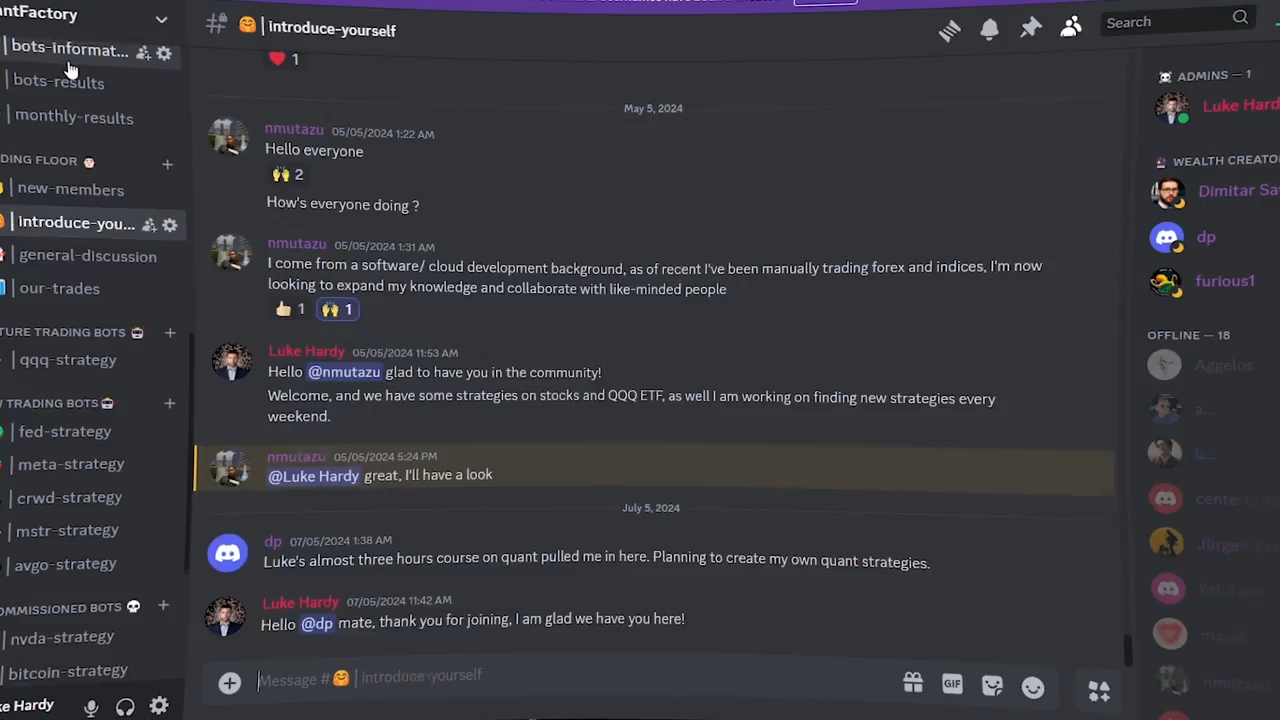 antFactory
bots-informat...
bots-results
monthly-results
DING FLOOR
new-members
introduce-you...
general-discussion
our-trades
TURE TRADING BOTS
qqq-strategy
TRADING BOTS
fed-strategy
meta-strategy
crwd-strategy
mstr-strategy
avgo-strategy
OMMISSIONED BOTS
nvda-strategy
bitcoin-strategy
ke Hardy
introduce-yourself
Search
1
May 5, 2024
nmutazu 05/05/2024 1:22 AM
Hello everyone
2
How's everyone doing ?
nmutazu 05/05/2024 1:31 AM
I come from a software/ cloud development background, as of recent I've been manually trading forex and indices, I'm now
looking to expand my knowledge and collaborate with like-minded people
1 1
Luke Hardy 05/05/2024 11:53 AM
Hello @nmutazu glad to have you in the community!
Welcome, and we have some strategies on stocks and QQQ ETF, as well I am working on finding new strategies every
weekend.
nmutazu 05/05/2024 5:24 PM
@Luke Hardy great, I'll have a look
July 5, 2024
dp 07/05/2024 1:38 AM
Luke's almost three hours course on quant pulled me in here. Planning to create my own quant strategies.
Luke Hardy 07/05/2024 11:42 AM
Hello @dp mate, thank you for joining, I am glad we have you here!
Message # | introduce-yourself
GIF
ADMINS — 1
Luke Hard
WEALTH CREATO
Dimitar Sa
dp
furious1
OFFLINE — 18
Aggelos
a...
b...